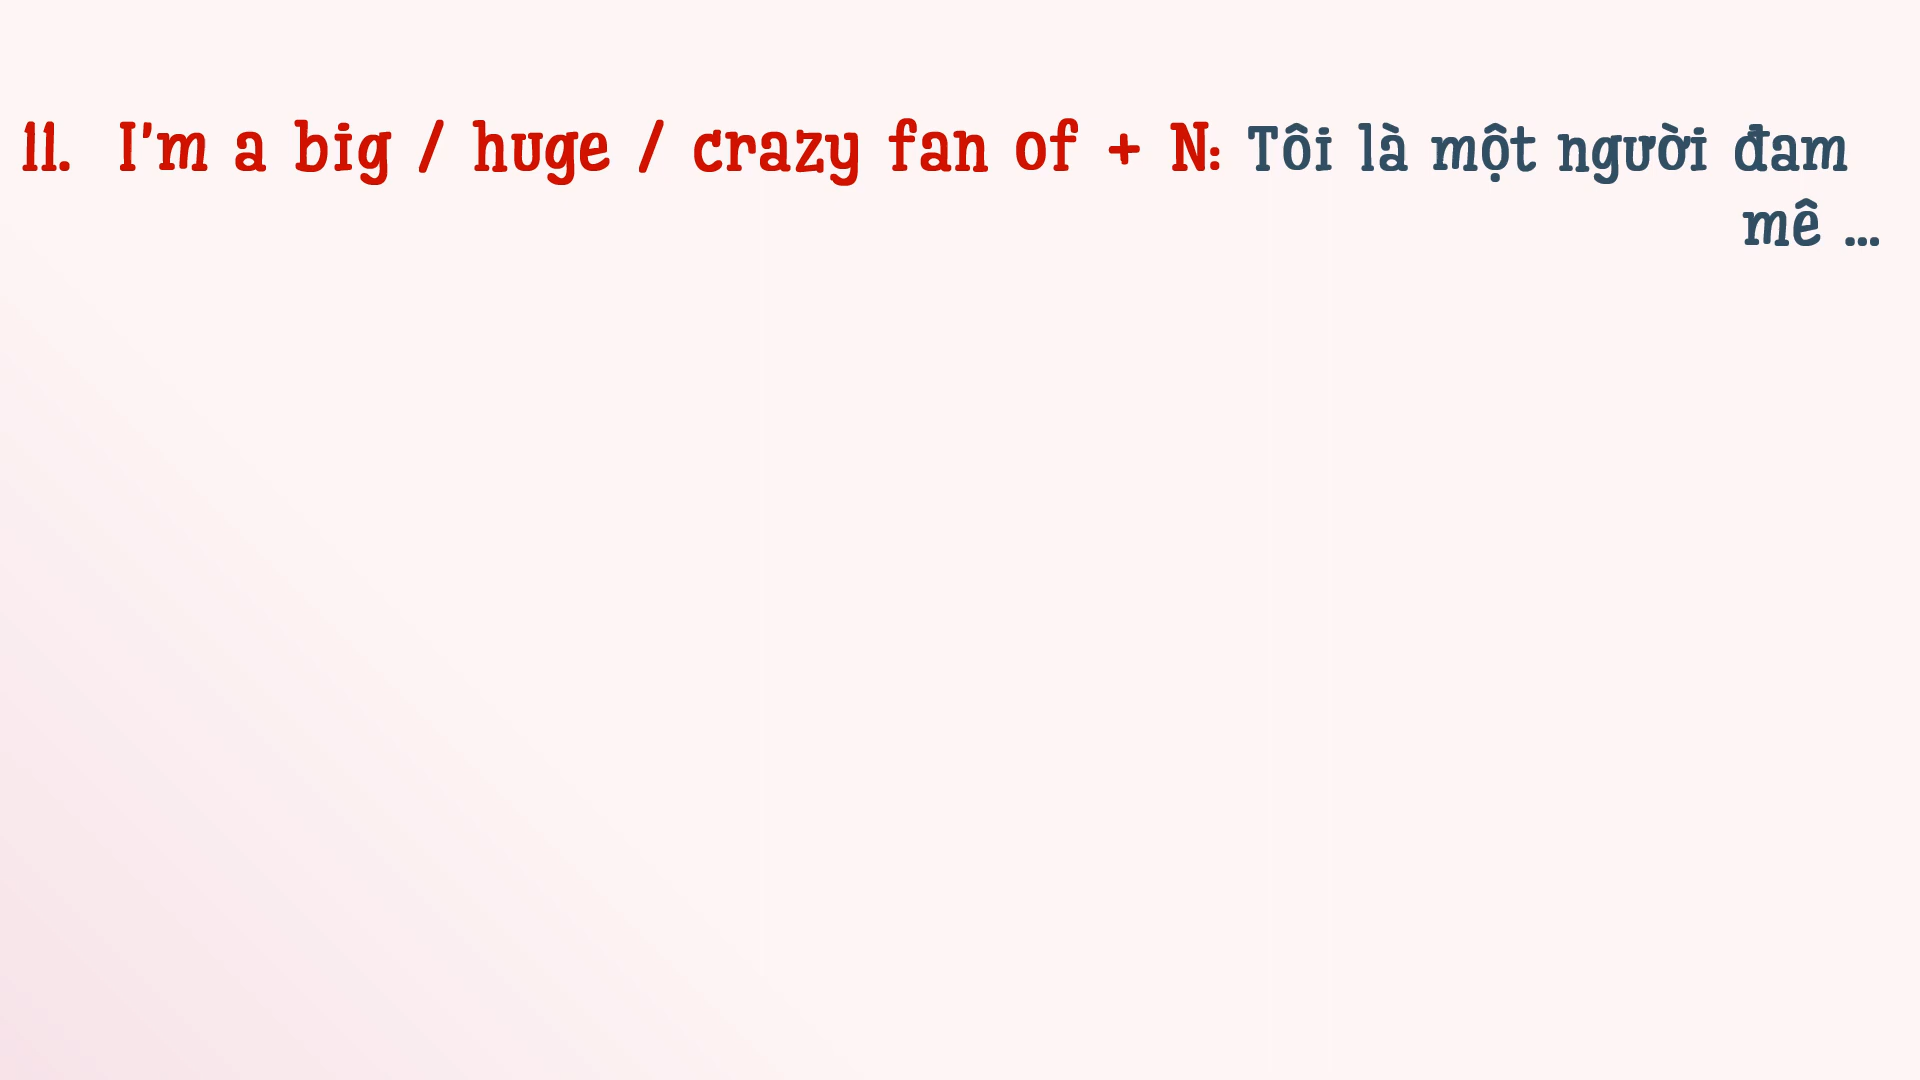 11. I'm a big / huge / crazy fan of + N: Tôi là một người đam
mê ...